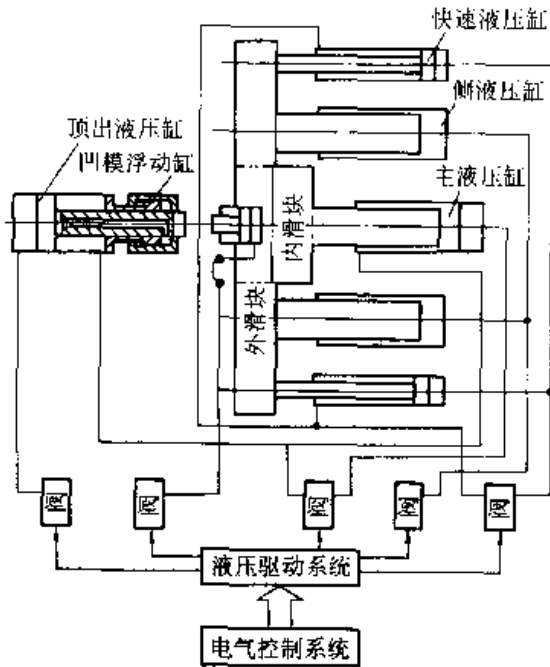 快速液压缸
侧液压缸
顶出液压缸
凹模浮动缸
主液压缸
内滑块
外滑块
阀
阀
阀
阀
阀
液压驱动系统
电气控制系统